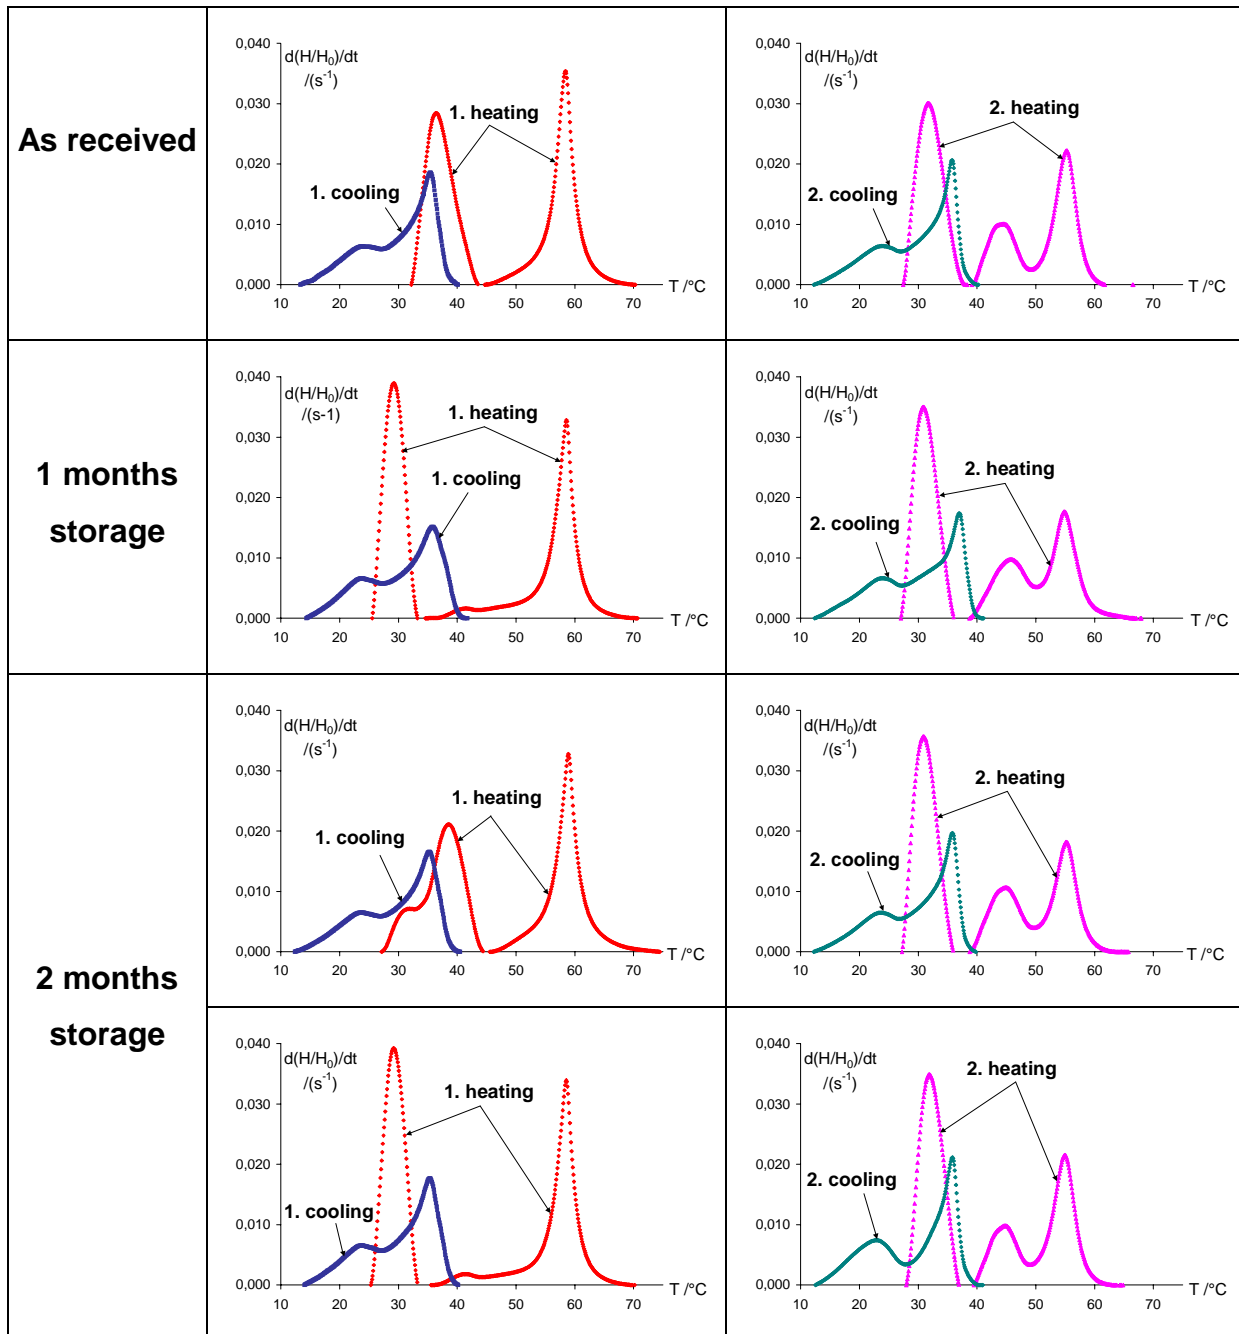 As received
0,040
0,030
0,020
0,010
0,000
d(H/H0)/dt
/(s-1)
1. heating
1. cooling
10 20 30 40 50 60 70
T /°C
0,040
0,030
0,020
0,010
0,000
d(H/H0)/dt
/(s-1)
2. heating
2. cooling
10 20 30 40 50 60 70
T /°C
1 months
storage
0,040
0,030
0,020
0,010
0,000
d(H/H0)/dt
/(s-1)
1. heating
1. cooling
10 20 30 40 50 60 70
T /°C
0,040
0,030
0,020
0,010
0,000
d(H/H0)/dt
/(s-1)
2. heating
2. cooling
10 20 30 40 50 60 70
T /°C
2 months
storage
0,040
0,030
0,020
0,010
0,000
d(H/H0)/dt
/(s-1)
1. heating
1. cooling
10 20 30 40 50 60 70
T /°C
0,040
0,030
0,020
0,010
0,000
d(H/H0)/dt
/(s-1)
2. heating
2. cooling
10 20 30 40 50 60 70
T /°C
0,040
0,030
0,020
0,010
0,000
d(H/H0)/dt
/(s-1)
1. heating
1. cooling
10 20 30 40 50 60 70
T /°C
0,040
0,030
0,020
0,010
0,000
d(H/H0)/dt
/(s-1)
2. heating
2. cooling
10 20 30 40 50 60 70
T /°C